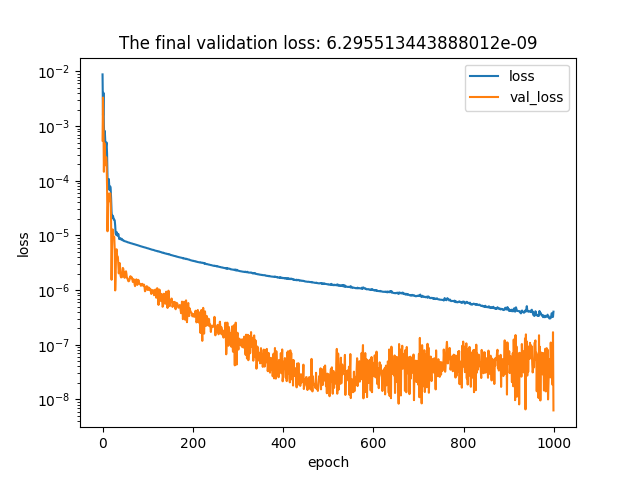 The final validation loss: 6.295513443888012e-09
loss
val_loss
10⁻²
10⁻³
10⁻⁴
10⁻⁵
10⁻⁶
10⁻⁷
10⁻⁸
loss
0 200 400 600 800 1000
epoch